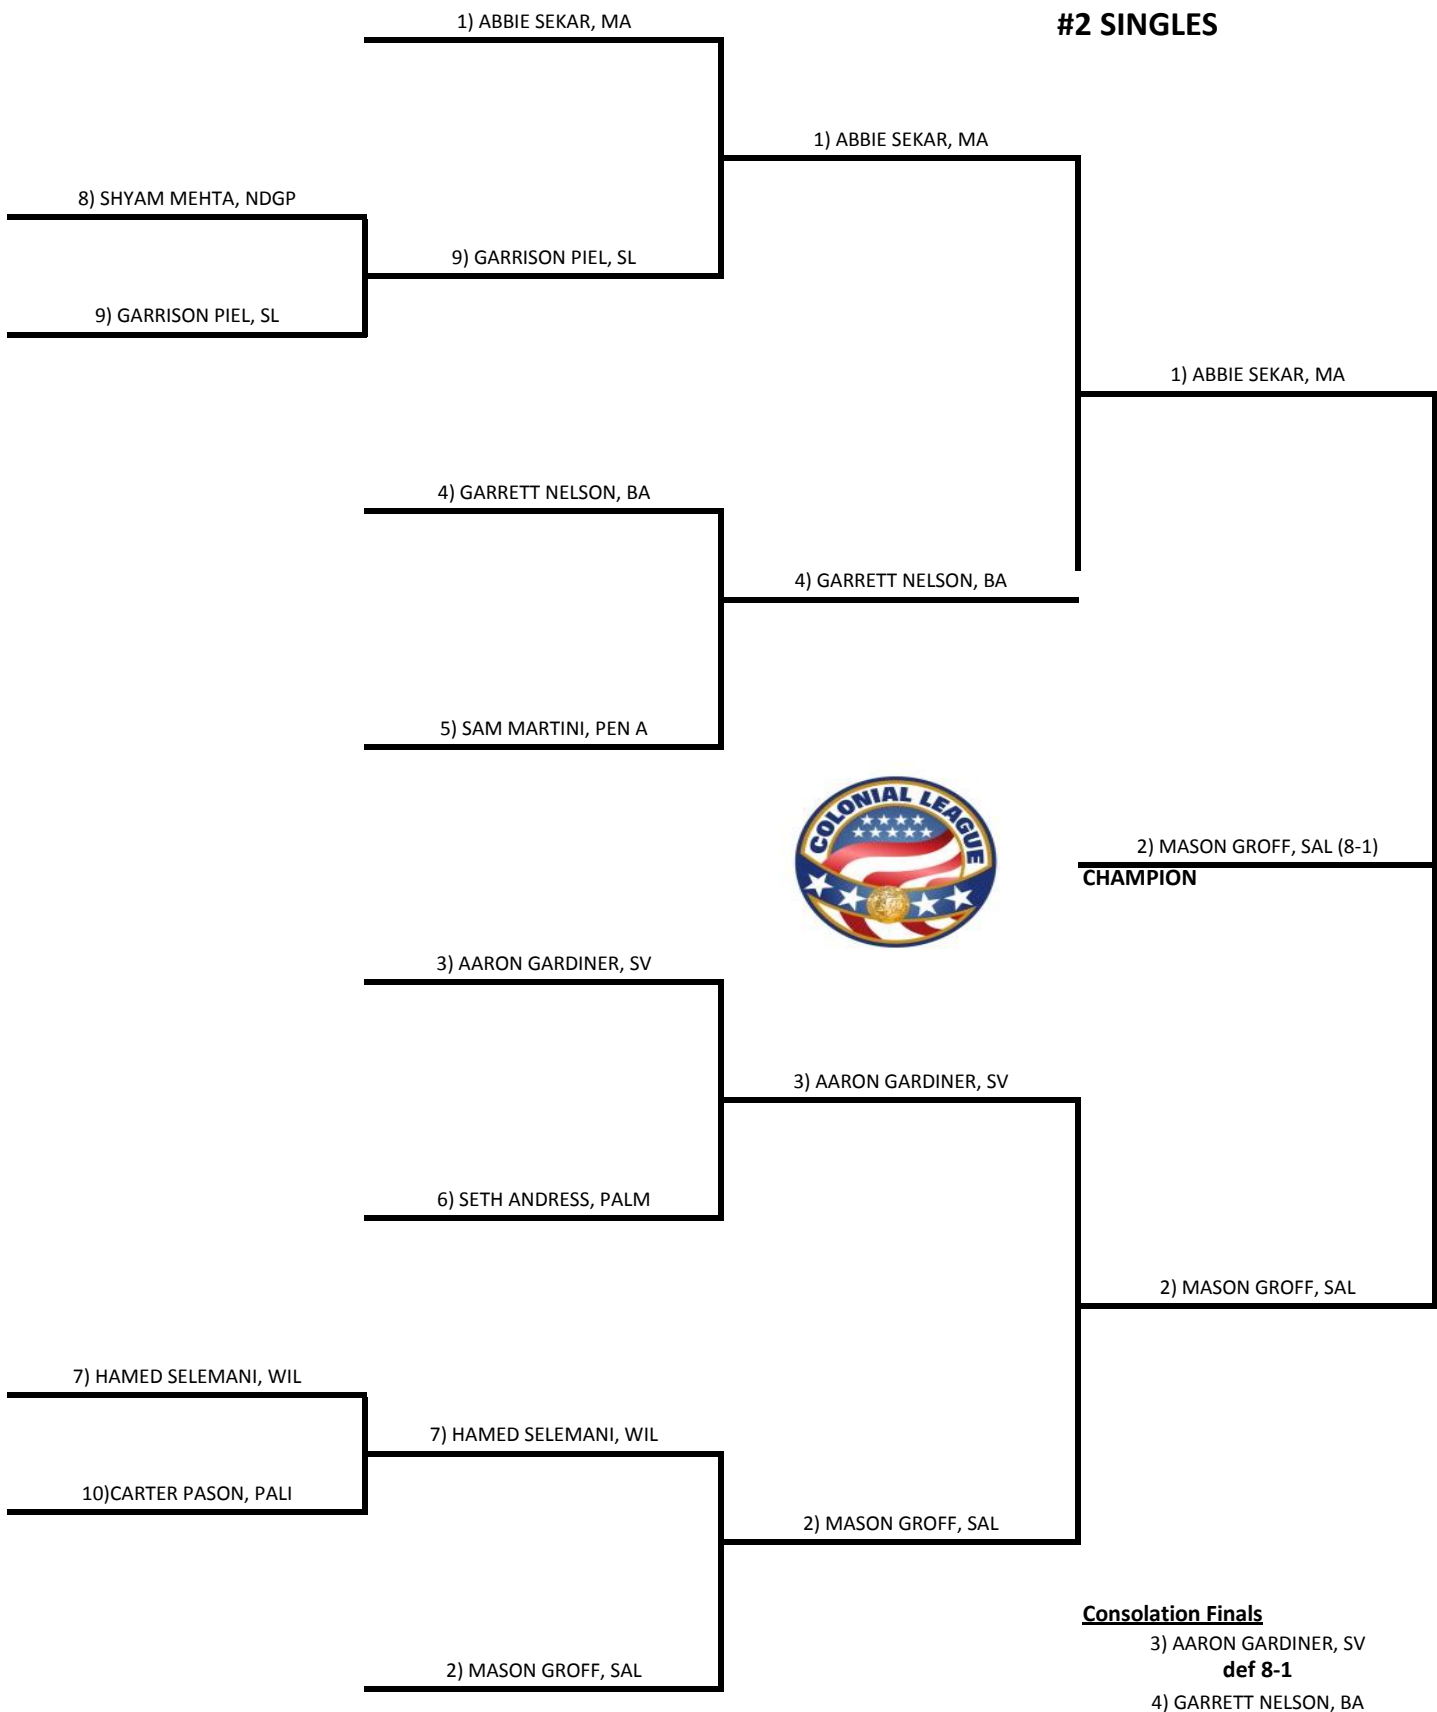 1) ABBIE SEKAR, MA
#2 SINGLES
1) ABBIE SEKAR, MA
8) SHYAM MEHTA, NDGP
9) GARRISON PIEL, SL
9) GARRISON PIEL, SL
1) ABBIE SEKAR, MA
4) GARRETT NELSON, BA
4) GARRETT NELSON, BA
5) SAM MARTINI, PEN A
COLONIAL LEAGUE
2) MASON GROFF, SAL (8-1)
CHAMPION
3) AARON GARDINER, SV
3) AARON GARDINER, SV
6) SETH ANDRESS, PALM
2) MASON GROFF, SAL
7) HAMED SELEMANI, WIL
7) HAMED SELEMANI, WIL
10)CARTER PASON, PALI
2) MASON GROFF, SAL
Consolation Finals
3) AARON GARDINER, SV
2) MASON GROFF, SAL
def 8-1
4) GARRETT NELSON, BA